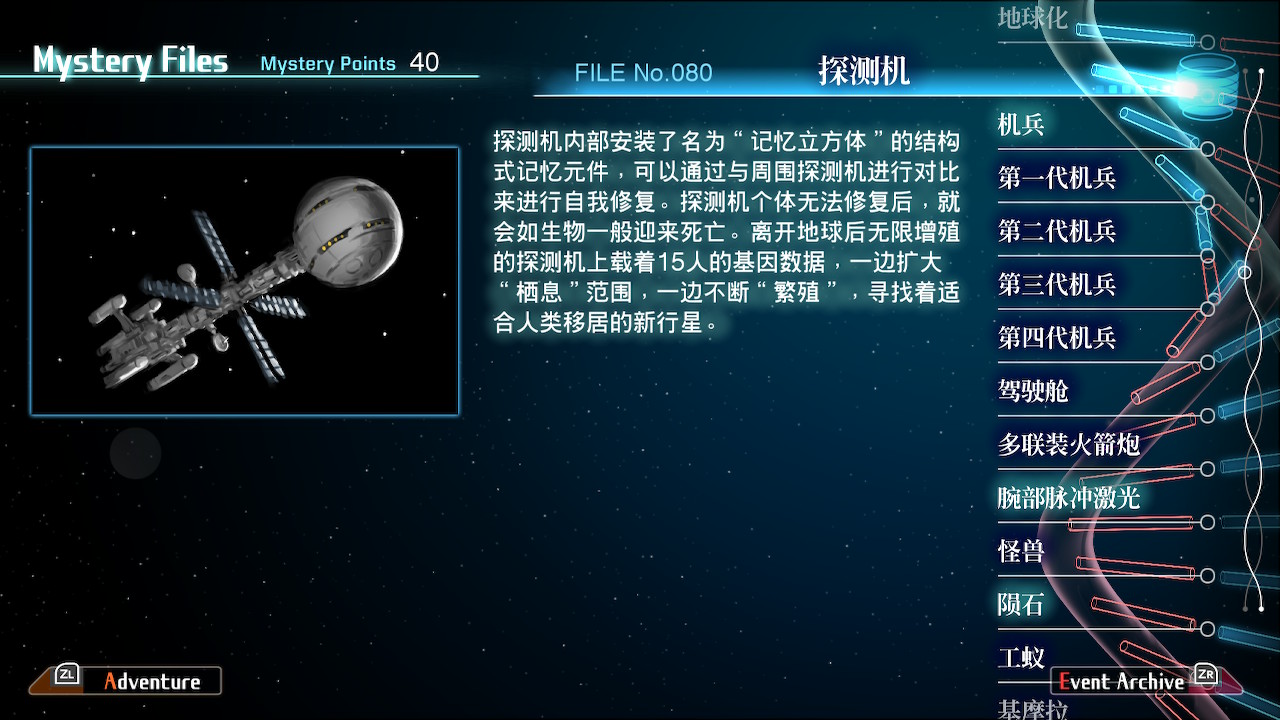 地球化
Mystery Files
Mystery Points 40
FILE No.080
探测机
探测机内部安装了名为“记忆立方体”的结构
式记忆元件，可以通过与周围探测机进行对比
来进行自我修复。探测机个体无法修复后，就
会如生物一般迎来死亡。离开地球后无限增殖
的探测机上载着15人的基因数据，一边扩大
“栖息”范围，一边不断“繁殖”，寻找着适
合人类移居的新行星。
机兵
第一代机兵
第二代机兵
第三代机兵
第四代机兵
驾驶舱
多联装火箭炮
腕部脉冲激光
怪兽
陨石
工蚁
基摩拉
ZL Adventure
Event Archive ZR